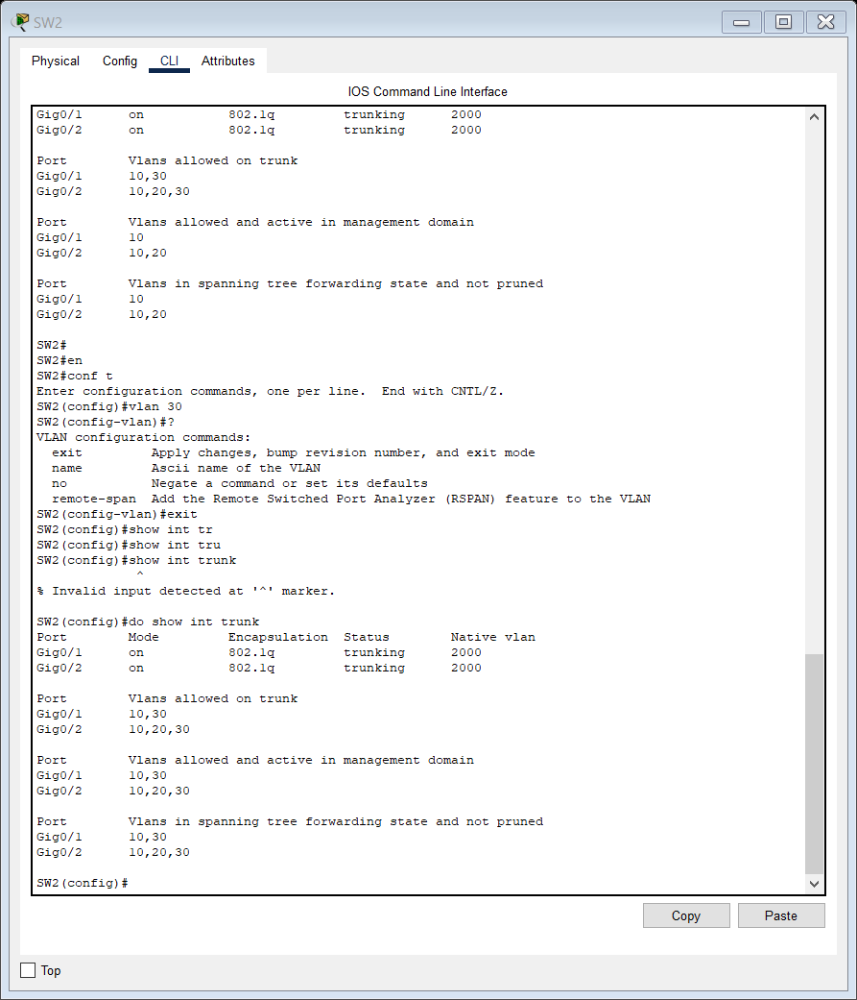 SW2
Physical Config CLI Attributes
IOS Command Line Interface
Gig0/1      on           802.1q         trunking      2000
Gig0/2      on           802.1q         trunking      2000
Port        Vlans allowed on trunk
Gig0/1      10,30
Gig0/2      10,20,30
Port        Vlans allowed and active in management domain
Gig0/1      10
Gig0/2      10,20
Port        Vlans in spanning tree forwarding state and not pruned
Gig0/1      10
Gig0/2      10,20
SW2#
SW2#en
SW2#conf t
Enter configuration commands, one per line.  End with CNTL/Z.
SW2(config)#vlan 30
SW2(config-vlan)#?
VLAN configuration commands:
  exit         Apply changes, bump revision number, and exit mode
  name         Ascii name of the VLAN
  no           Negate a command or set its defaults
  remote-span  Add the Remote Switched Port Analyzer (RSPAN) feature to the VLAN
SW2(config-vlan)#exit
SW2(config)#show int tr
SW2(config)#show int tru
SW2(config)#show int trunk
^
% Invalid input detected at '^' marker.
SW2(config)#do show int trunk
Port        Mode         Encapsulation  Status        Native vlan
Gig0/1      on           802.1q         trunking      2000
Gig0/2      on           802.1q         trunking      2000
Port        Vlans allowed on trunk
Gig0/1      10,30
Gig0/2      10,20,30
Port        Vlans allowed and active in management domain
Gig0/1      10,30
Gig0/2      10,20,30
Port        Vlans in spanning tree forwarding state and not pruned
Gig0/1      10,30
Gig0/2      10,20,30
SW2(config)#
Copy Paste
Top